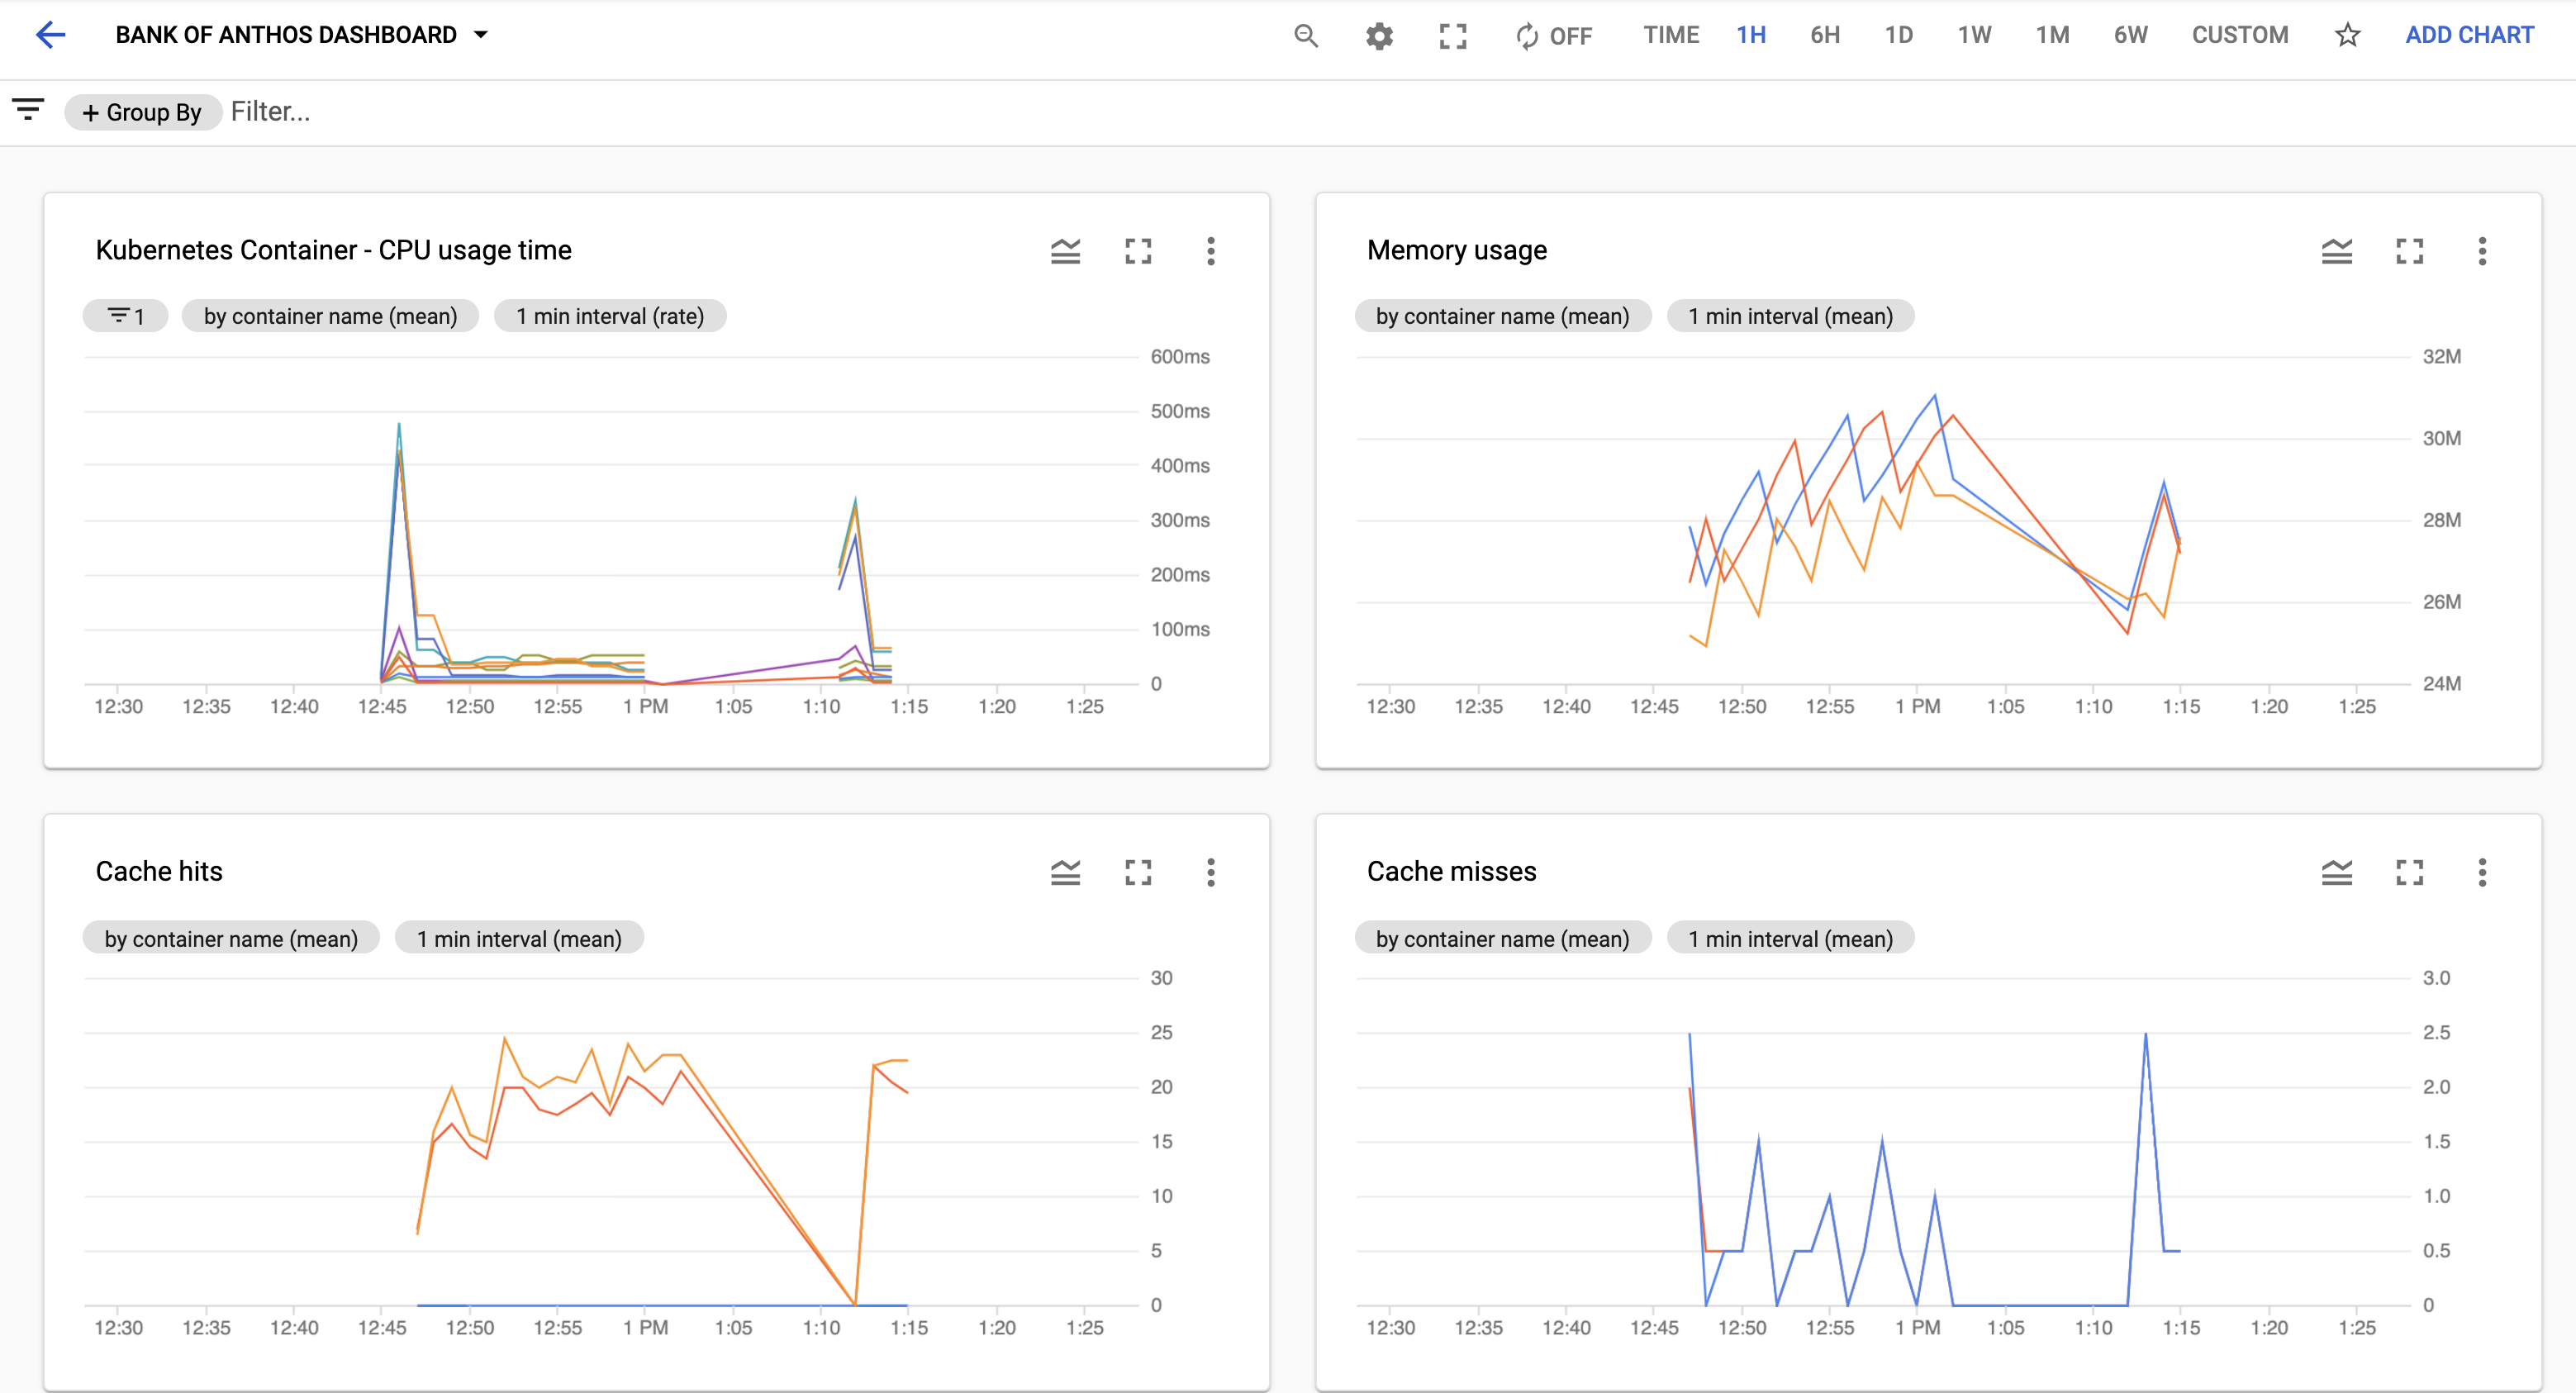 BANK OF ANTHOS DASHBOARD OFF TIME 1H 6H 1D 1W 1M 6W CUSTOM ADD CHART
+ Group By Filter...
Kubernetes Container - CPU usage time
1 by container name (mean) 1 min interval (rate)
600ms
500ms
400ms
300ms
200ms
100ms
0
12:30 12:35 12:40 12:45 12:50 12:55 1 PM 1:05 1:10 1:15 1:20 1:25
Memory usage
by container name (mean) 1 min interval (mean)
32M
30M
28M
26M
24M
12:30 12:35 12:40 12:45 12:50 12:55 1 PM 1:05 1:10 1:15 1:20 1:25
Cache hits
by container name (mean) 1 min interval (mean)
30
25
20
15
10
5
0
12:30 12:35 12:40 12:45 12:50 12:55 1 PM 1:05 1:10 1:15 1:20 1:25
Cache misses
by container name (mean) 1 min interval (mean)
3.0
2.5
2.0
1.5
1.0
0.5
0
12:30 12:35 12:40 12:45 12:50 12:55 1 PM 1:05 1:10 1:15 1:20 1:25